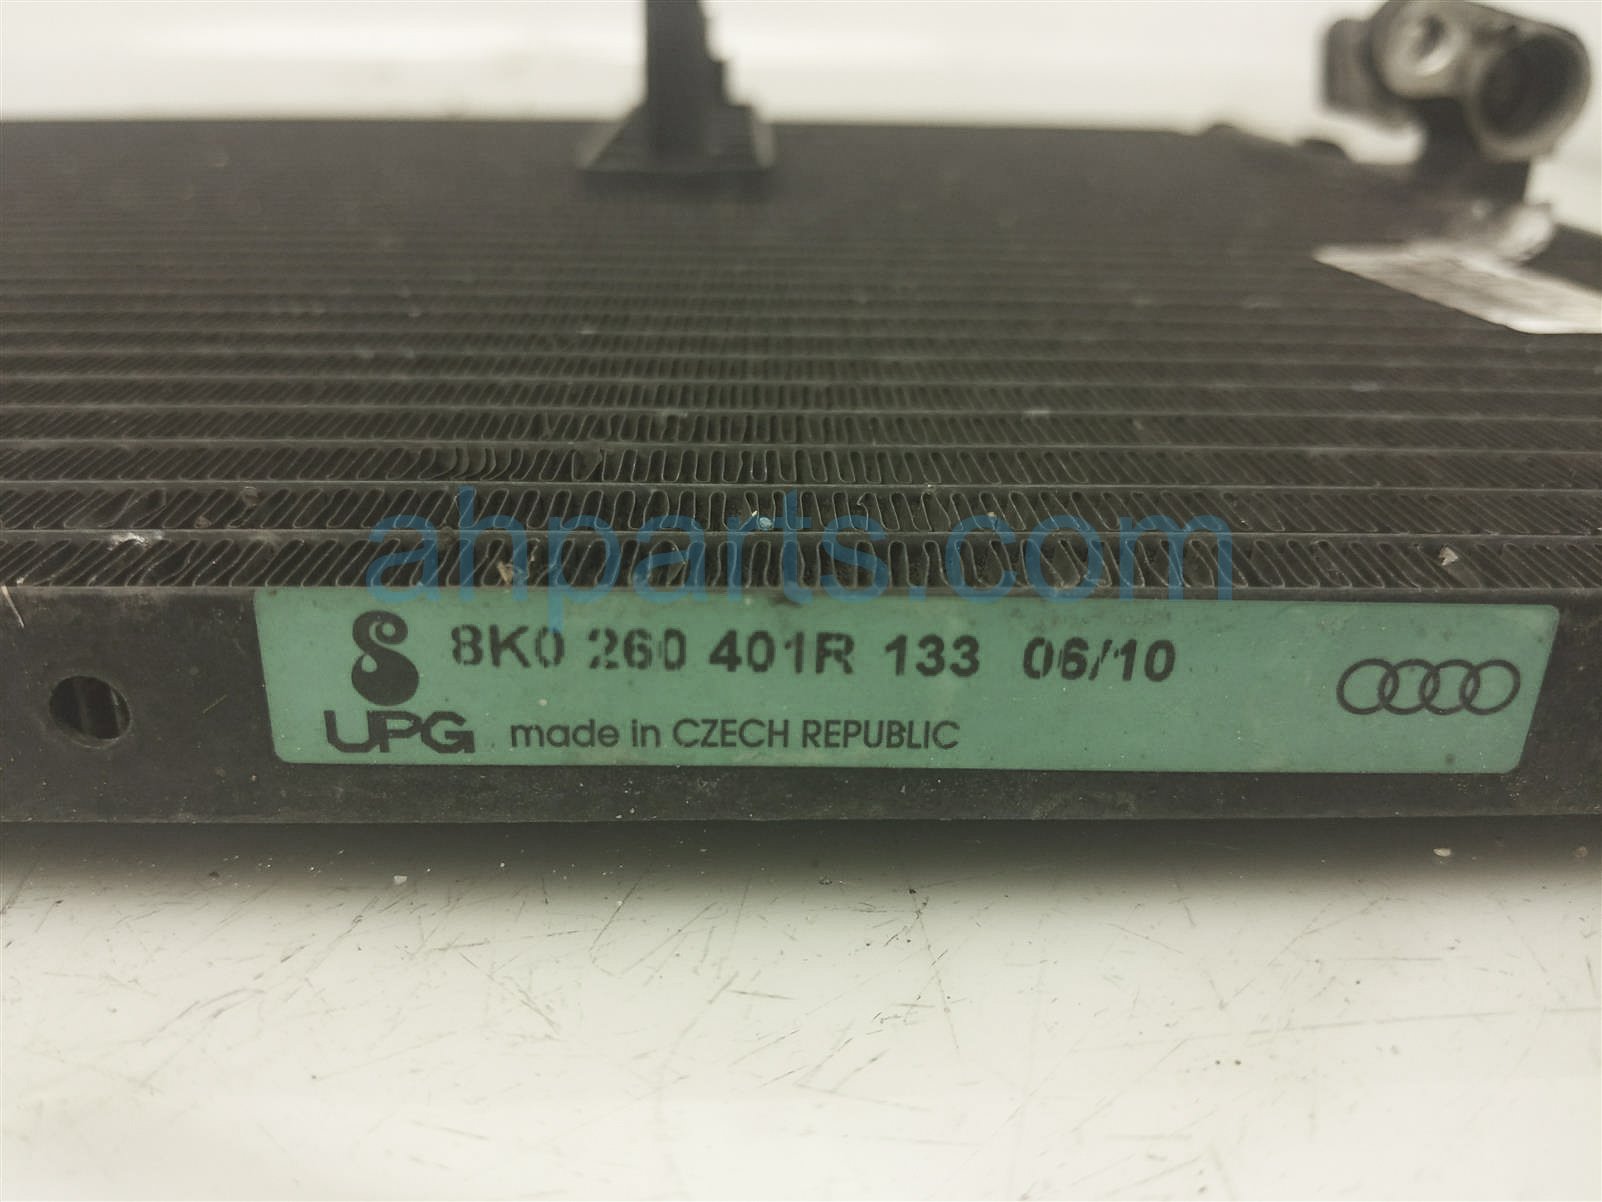 8K0 260 401R 133 06/10
UPG made in CZECH REPUBLIC
ahparts.com